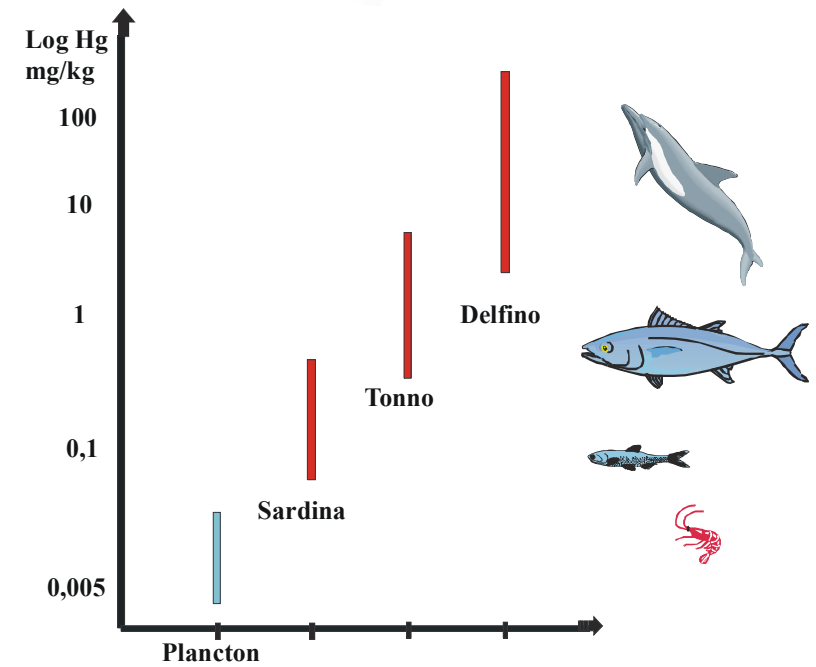 Log Hg
mg/kg
100
10
1
0,1
0,005
Delfino
Tonno
Sardina
Plancton